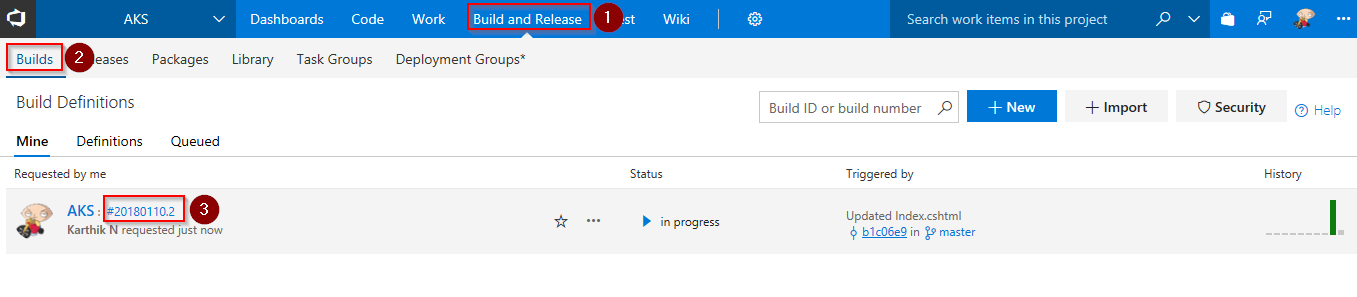 AKS Dashboards Code Work Build and Release 1 est Wiki Search work items in this project
Builds 2 leases Packages Library Task Groups Deployment Groups*
Build Definitions Build ID or build number + New + Import Security Help
Mine Definitions Queued
Requested by me Status Triggered by History
AKS : #20180110.2 3
Karthik N requested just now
in progress
Updated Index.cshtml
b1c06e9 in master